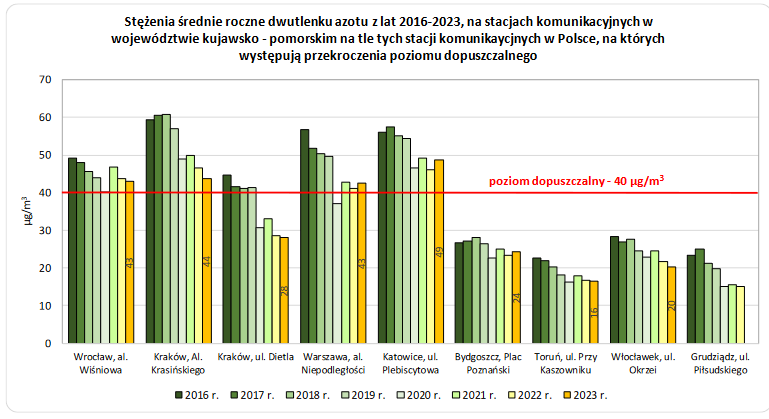 Stężenia średnie roczne dwutlenku azotu z lat 2016-2023, na stacjach komunikacyjnych w
województwie kujawsko - pomorskim na tle tych stacji komunikaycjnych w Polsce, na których
występują przekroczenia poziomu dopuszczalnego
70
60
50
40
30
20
10
0
µg/m³
poziom dopuszczalny - 40 µg/m³
43
44
28
43
49
24
16
20
Wrocław, al.
Wiśniowa
Kraków, Al.
Krasińskiego
Kraków, ul. Dietla
Warszawa, al.
Niepodległości
Katowice, ul.
Plebiscytowa
Bydgoszcz, Plac
Poznański
Toruń, ul. Przy
Kaszowniku
Włocławek, ul.
Okrzei
Grudziądz, ul.
Piłsudskiego
2016 r.
2017 r.
2018 r.
2019 r.
2020 r.
2021 r.
2022 r.
2023 r.